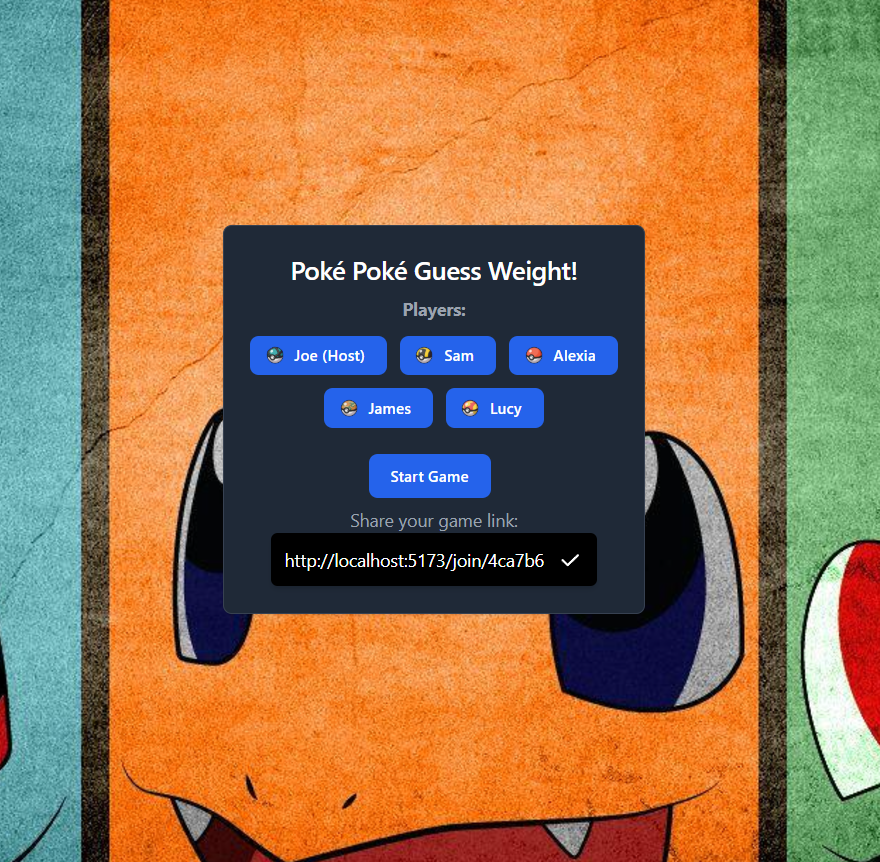 Poké Poké Guess Weight!
Players:
Joe (Host) Sam Alexia
James Lucy
Start Game
Share your game link:
http://localhost:5173/join/4ca7b6